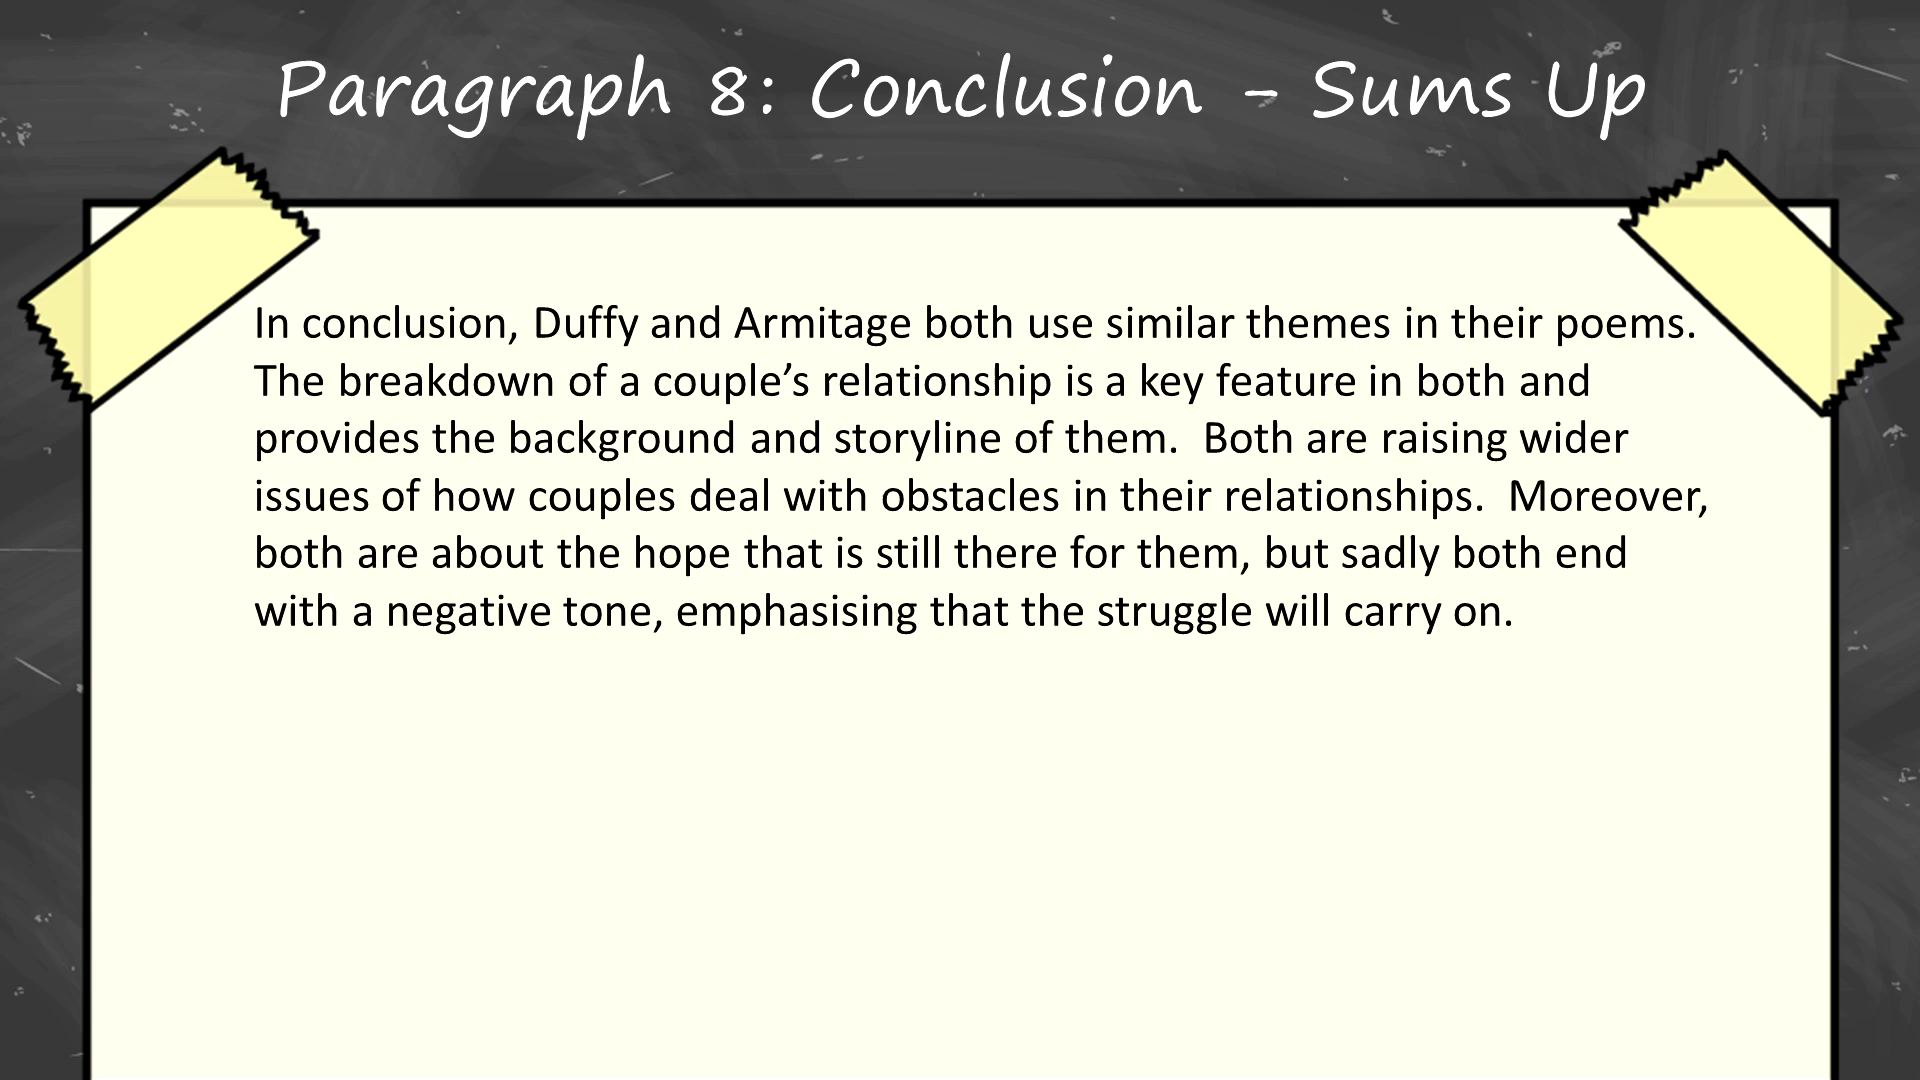 Paragraph 8: Conclusion - Sums Up
In conclusion, Duffy and Armitage both use similar themes in their poems.
The breakdown of a couple’s relationship is a key feature in both and
provides the background and storyline of them.  Both are raising wider
issues of how couples deal with obstacles in their relationships.  Moreover,
both are about the hope that is still there for them, but sadly both end
with a negative tone, emphasising that the struggle will carry on.